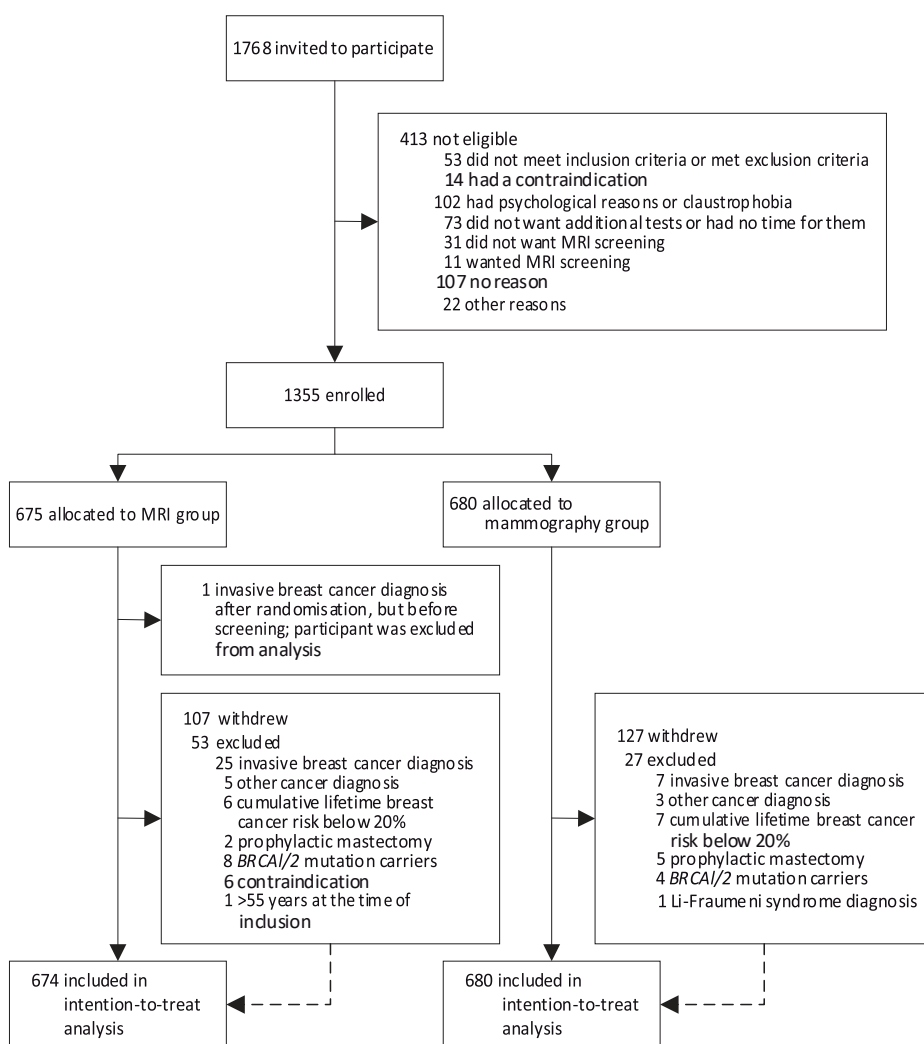 1768 invited to participate
413 not eligible
53 did not meet inclusion criteria or met exclusion criteria
14 had a contraindication
102 had psychological reasons or claustrophobia
73 did not want additional tests or had no time for them
31 did not want MRI screening
11 wanted MRI screening
107 no reason
22 other reasons
1355 enrolled
675 allocated to MRI group
680 allocated to
mammography group
1 invasive breast cancer diagnosis
after randomisation, but before
screening; participant was excluded
from analysis
107 withdrew
53 excluded
25 invasive breast cancer diagnosis
5 other cancer diagnosis
6 cumulative lifetime breast
cancer risk below 20%
2 prophylactic mastectomy
8 BRCA1/2 mutation carriers
6 contraindication
1 >55 years at the time of
inclusion
127 withdrew
27 excluded
7 invasive breast cancer diagnosis
3 other cancer diagnosis
7 cumulative lifetime breast cancer
risk below 20%
5 prophylactic mastectomy
4 BRCA1/2 mutation carriers
1 Li-Fraumeni syndrome diagnosis
674 included in
intention-to-treat
analysis
680 included in
intention-to-treat
analysis